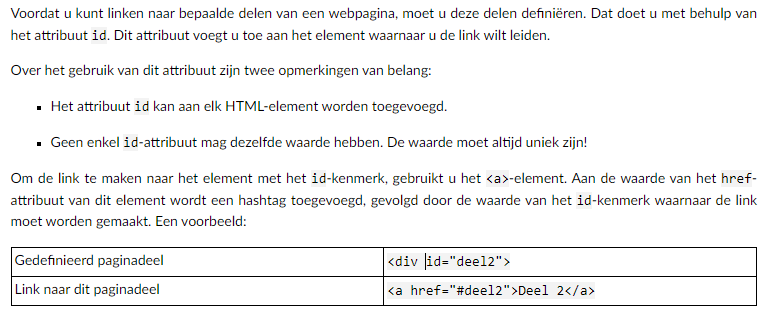 Voordat u kunt linken naar bepaalde delen van een webpagina, moet u deze delen definiëren. Dat doet u met behulp van
het attribuut id. Dit attribuut voegt u toe aan het element waarnaar u de link wilt leiden.
Over het gebruik van dit attribuut zijn twee opmerkingen van belang:
▪ Het attribuut id kan aan elk HTML-element worden toegevoegd.
▪ Geen enkel id-attribuut mag dezelfde waarde hebben. De waarde moet altijd uniek zijn!
Om de link te maken naar het element met het id-kenmerk, gebruikt u het <a>-element. Aan de waarde van het href-
attribuut van dit element wordt een hashtag toegevoegd, gevolgd door de waarde van het id-kenmerk waarnaar de link
moet worden gemaakt. Een voorbeeld:
Gedefinieerd paginadeel <div id="deel2">
Link naar dit paginadeel <a href="#deel2">Deel 2</a>